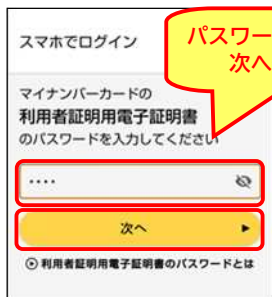 スマホでログイン
パスワー
次へ
マイナンバーカードの
利用者証明用電子証明書
のパスワードを入力してください
····
次へ
利用者証明用電子証明書のパスワードとは